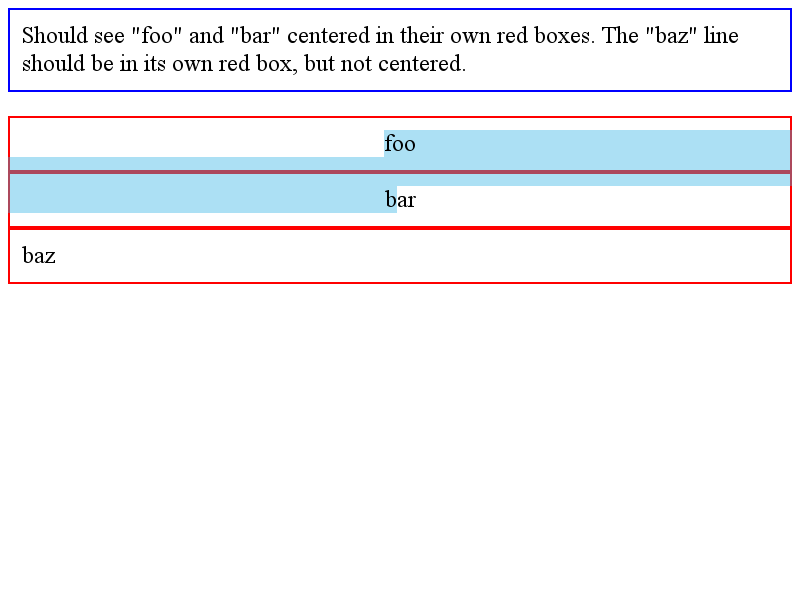 Should see "foo" and "bar" centered in their own red boxes. The "baz" line
should be in its own red box, but not centered.
foo
bar
baz